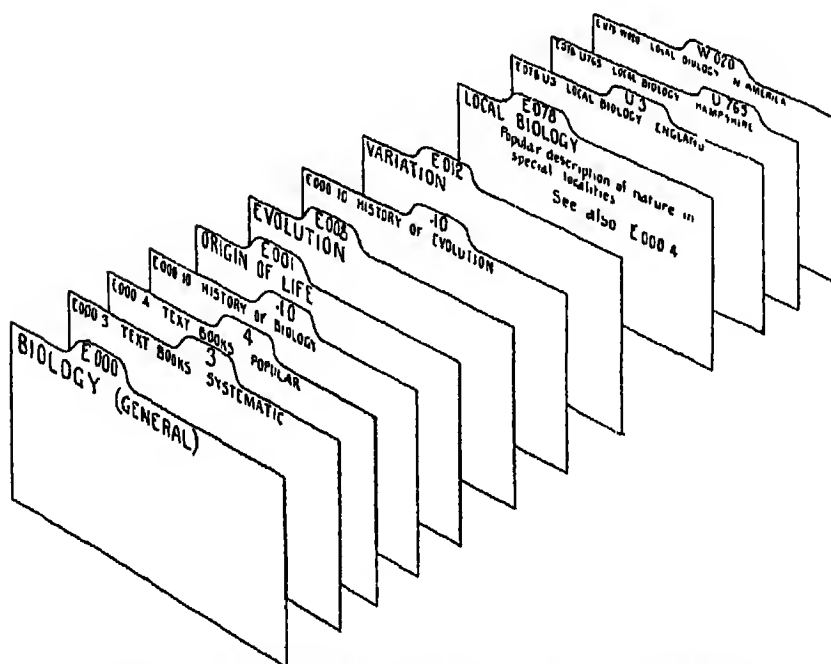 E000
BIOLOGY (GENERAL)
3
E000 3 TEXT BOOKS SYSTEMATIC
4
E000 4 TEXT BOOKS POPULAR
·10
E000 10 HISTORY OF BIOLOGY
E001
ORIGIN OF LIFE
E008
EVOLUTION
·10
HISTORY OF EVOLUTION
E012
VARIATION
E078
LOCAL BIOLOGY
Popular description of nature in
special localities
See also E000 4
U3
E078 U3 LOCAL BIOLOGY ENGLAND
U765
E078 U765 LOCAL BIOLOGY HAMPSHIRE
W020
E078 W020 LOCAL BIOLOGY N AMERICA